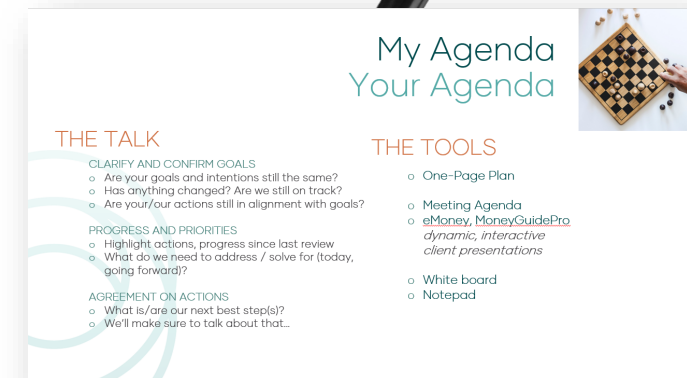 My Agenda
Your Agenda
THE TALK
CLARIFY AND CONFIRM GOALS
o Are your goals and intentions still the same?
o Has anything changed? Are we still on track?
o Are your/our actions still in alignment with goals?
PROGRESS AND PRIORITIES
o Highlight actions, progress since last review
o What do we need to address / solve for (today,
going forward)?
AGREEMENT ON ACTIONS
o What is/are our next best step(s)?
o We'll make sure to talk about that...
THE TOOLS
o One-Page Plan
o Meeting Agenda
o eMoney, MoneyGuidePro
dynamic, interactive
client presentations
o White board
o Notepad